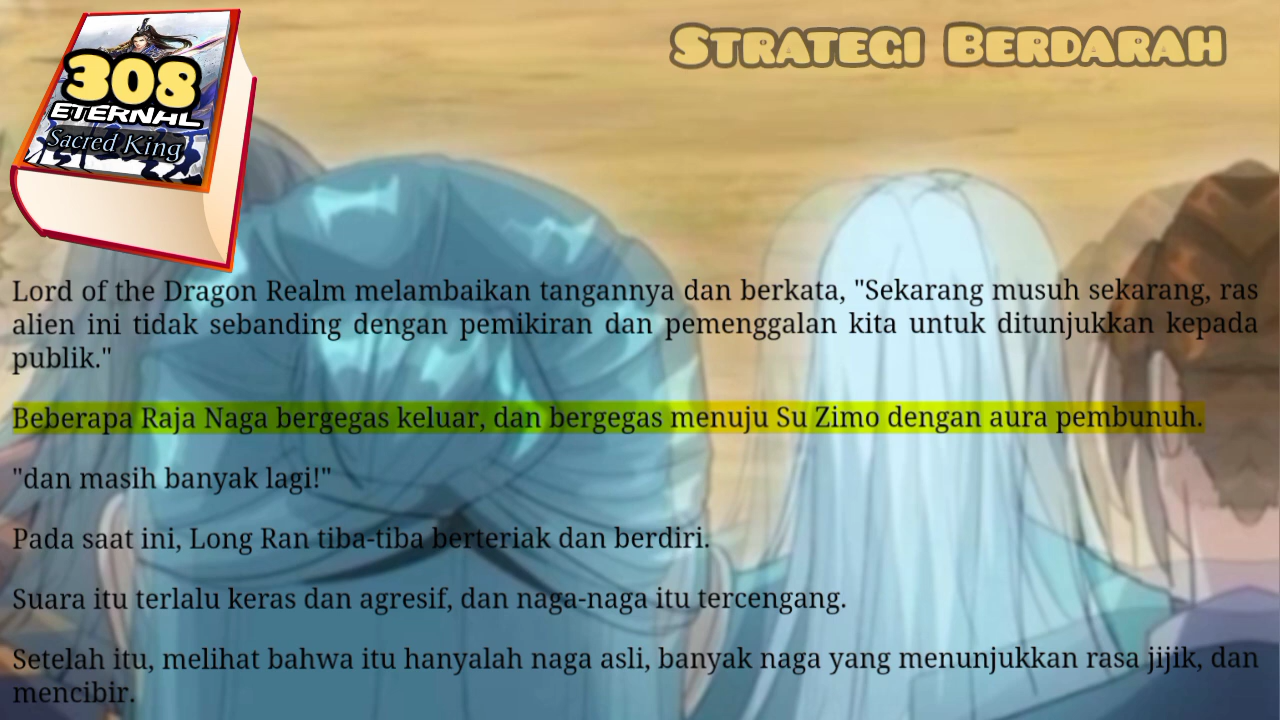 308
ETERNAL
Sacred King
STRATEGI BERDARAH
Lord of the Dragon Realm melambaikan tangannya dan berkata, "Sekarang musuh sekarang, ras
alien ini tidak sebanding dengan pemikiran dan pemenggalan kita untuk ditunjukkan kepada
publik."
Beberapa Raja Naga bergegas keluar, dan bergegas menuju Su Zimo dengan aura pembunuh.
"dan masih banyak lagi!"
Pada saat ini, Long Ran tiba-tiba berteriak dan berdiri.
Suara itu terlalu keras dan agresif, dan naga-naga itu tercengang.
Setelah itu, melihat bahwa itu hanyalah naga asli, banyak naga yang menunjukkan rasa jijik, dan
mencibir.